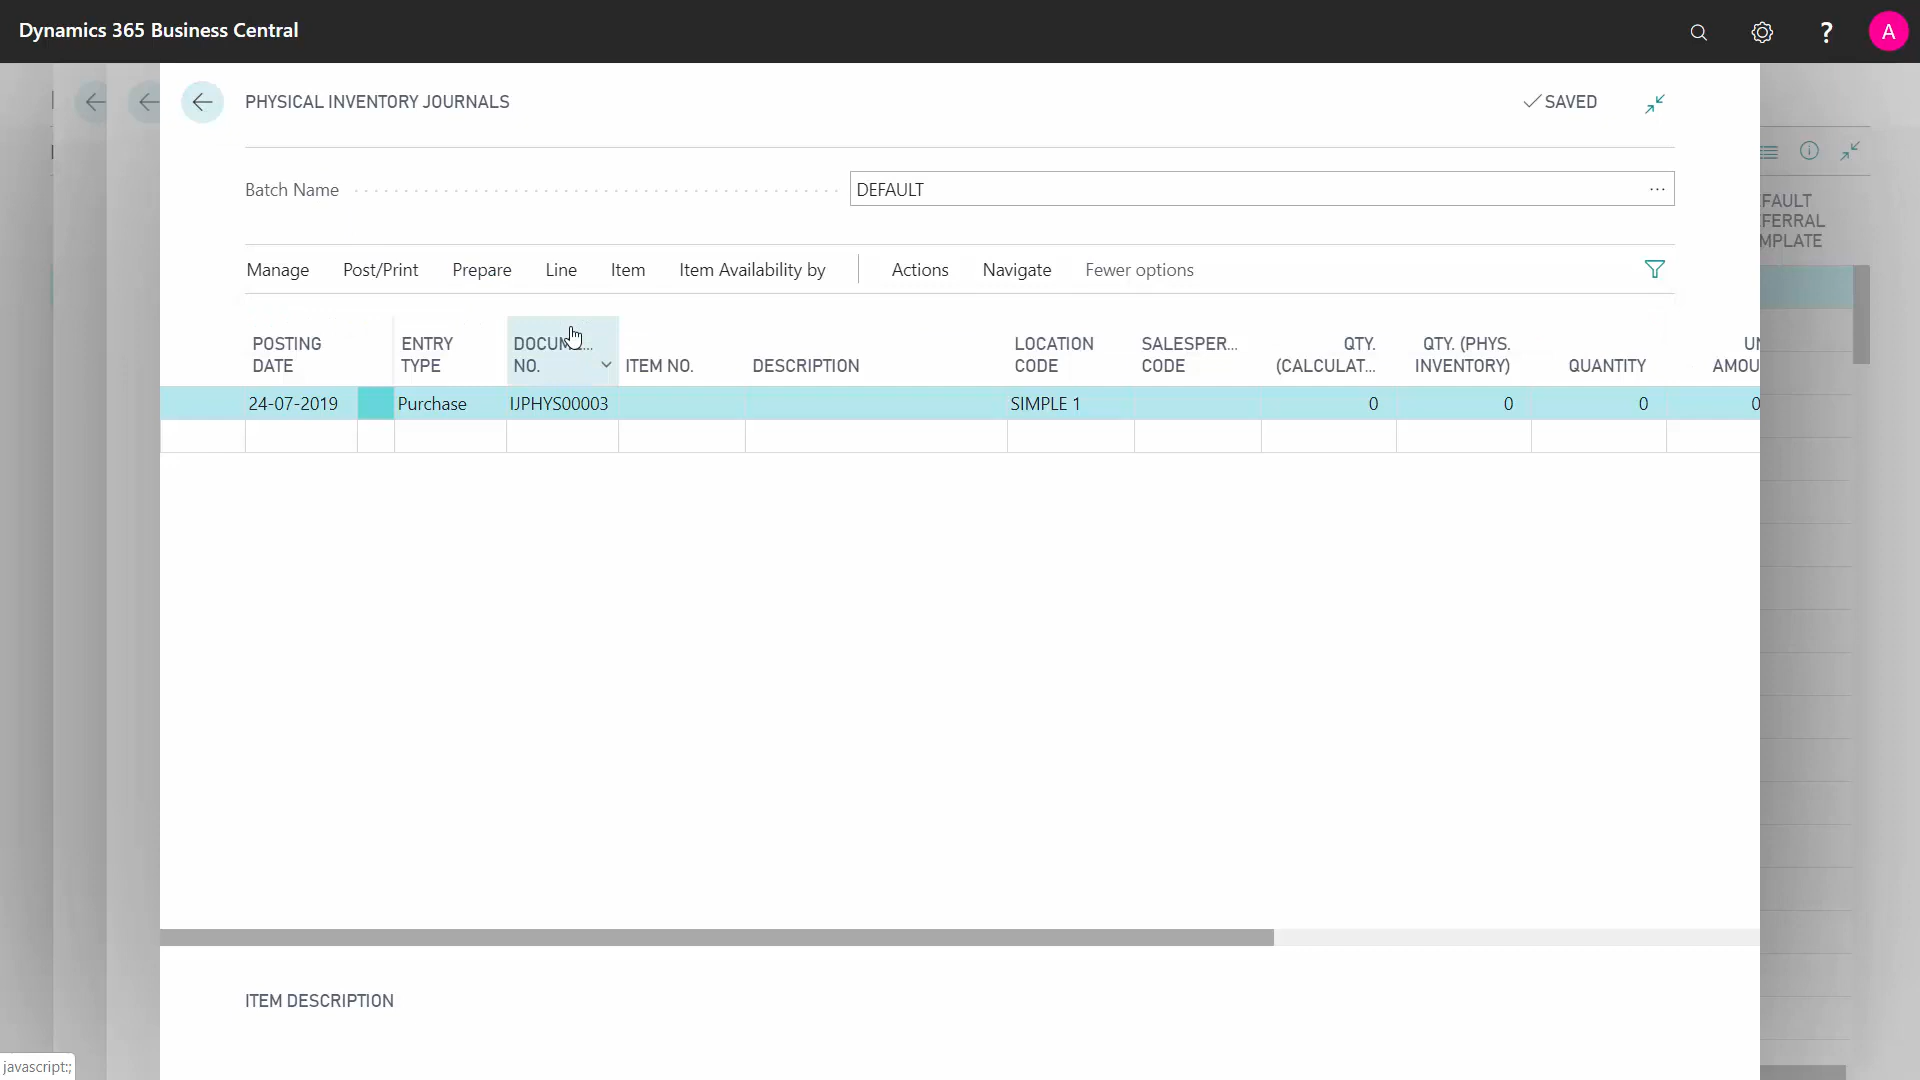 Dynamics 365 Business Central
?
A
PHYSICAL INVENTORY JOURNALS
SAVED
Batch Name
DEFAULT
...
FAULT
FERRAL
MPLATE
Manage
Post/Print
Prepare
Line
Item
Item Availability by
Actions
Navigate
Fewer options
POSTING
DATE
ENTRY
TYPE
DOCUME...
NO.
ITEM NO.
DESCRIPTION
LOCATION
CODE
SALESPER...
CODE
QTY.
(CALCULAT...
QTY. (PHYS.
INVENTORY)
QUANTITY
UN
AMOU
24-07-2019
Purchase
IJPHYS00003
SIMPLE 1
0
0
0
0
ITEM DESCRIPTION
javascript:;